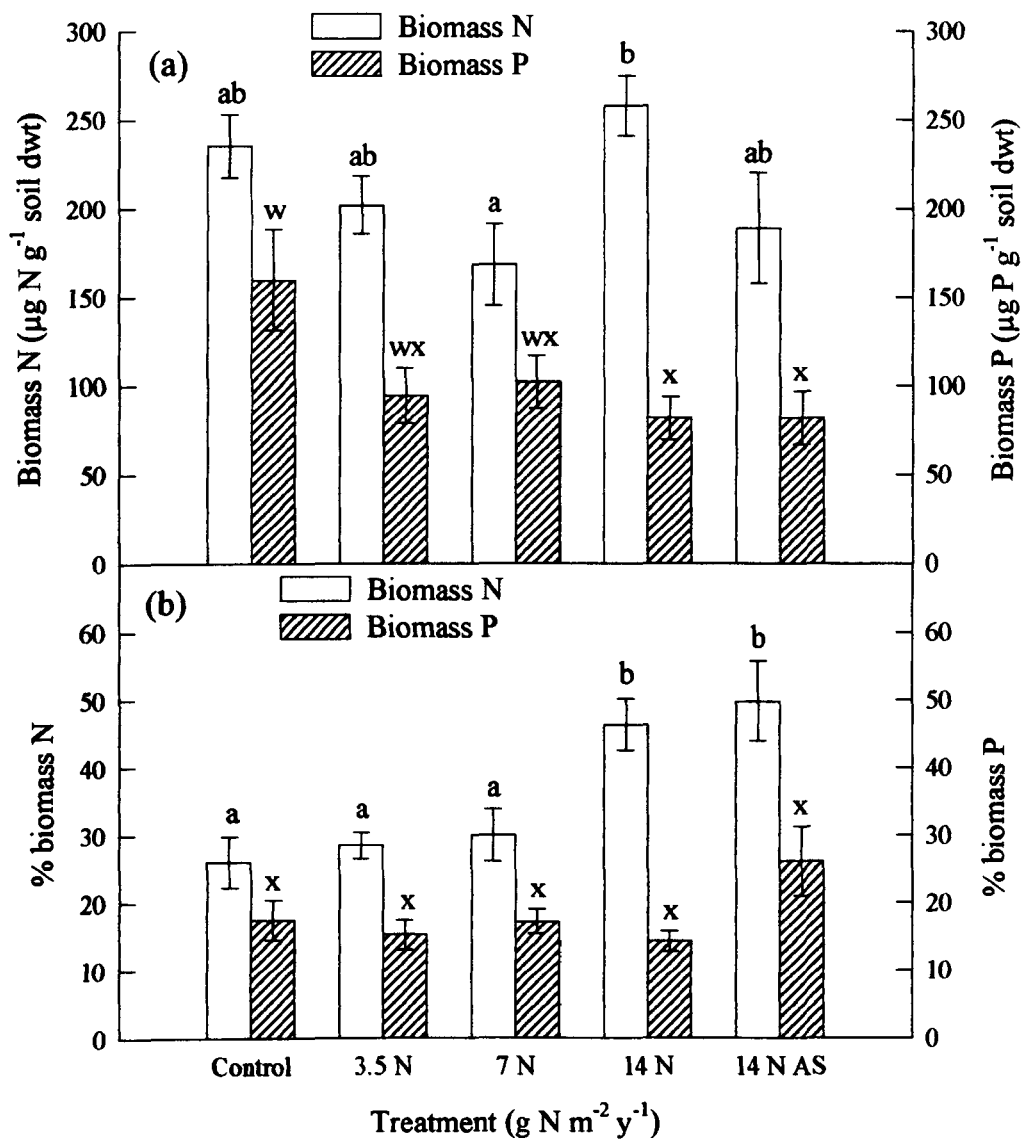 (a)
Biomass N
Biomass P
300
250
200
150
100
50
0
Biomass N (µg N g⁻¹ soil dwt)
300
250
200
150
100
50
0
Biomass P (µg P g⁻¹ soil dwt)
ab
w
ab
wx
a
wx
b
x
ab
x
(b)
Biomass N
Biomass P
60
50
40
30
20
10
0
% biomass N
60
50
40
30
20
10
0
% biomass P
a
x
a
x
a
x
b
x
b
x
Control 3.5 N 7 N 14 N 14 N AS
Treatment (g N m⁻² y⁻¹)